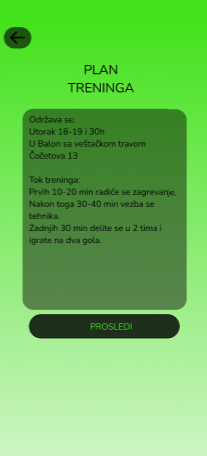 PLAN
TRENINGA
Održava se:
Utorak 18-19 i 30h
U Balon sa veštačkom travom
Čočetova 13
Tok treninga:
Prvih 10-20 min radiće se zagrevanje.
Nakon toga 30-40 min vezba se
tehnika.
Zadnjih 30 min delite se u 2 tima i
igrate na dva gola.
PROSLEDI